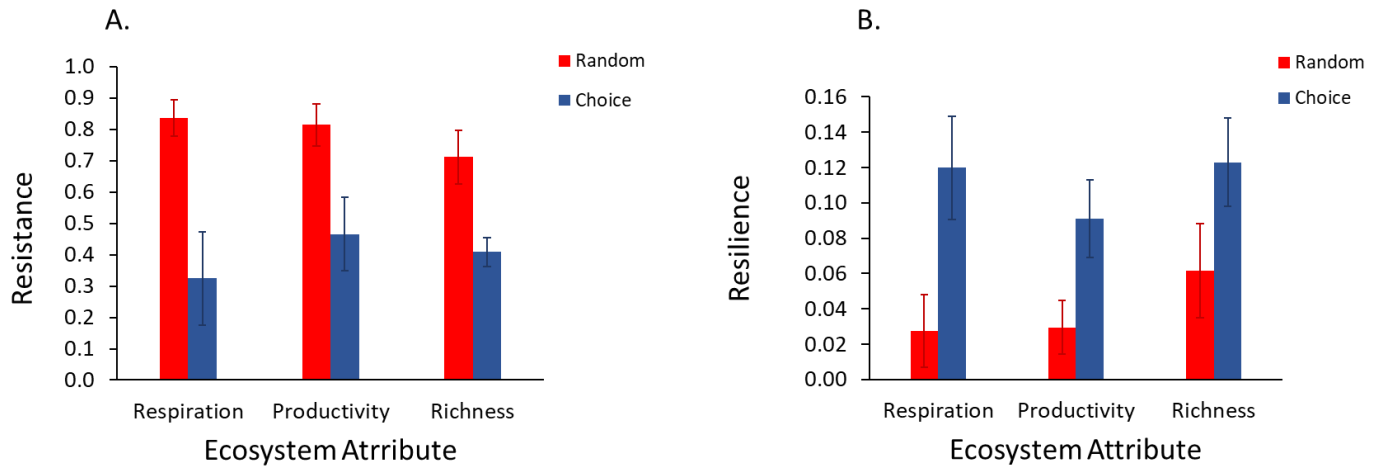 A.
Random
Choice
1.0
0.9
0.8
0.7
0.6
0.5
0.4
0.3
0.2
0.1
0.0
Resistance
Respiration Productivity Richness
Ecosystem Atrribute
B.
Random
Choice
0.16
0.14
0.12
0.10
0.08
0.06
0.04
0.02
0.00
Resilience
Respiration Productivity Richness
Ecosystem Attribute